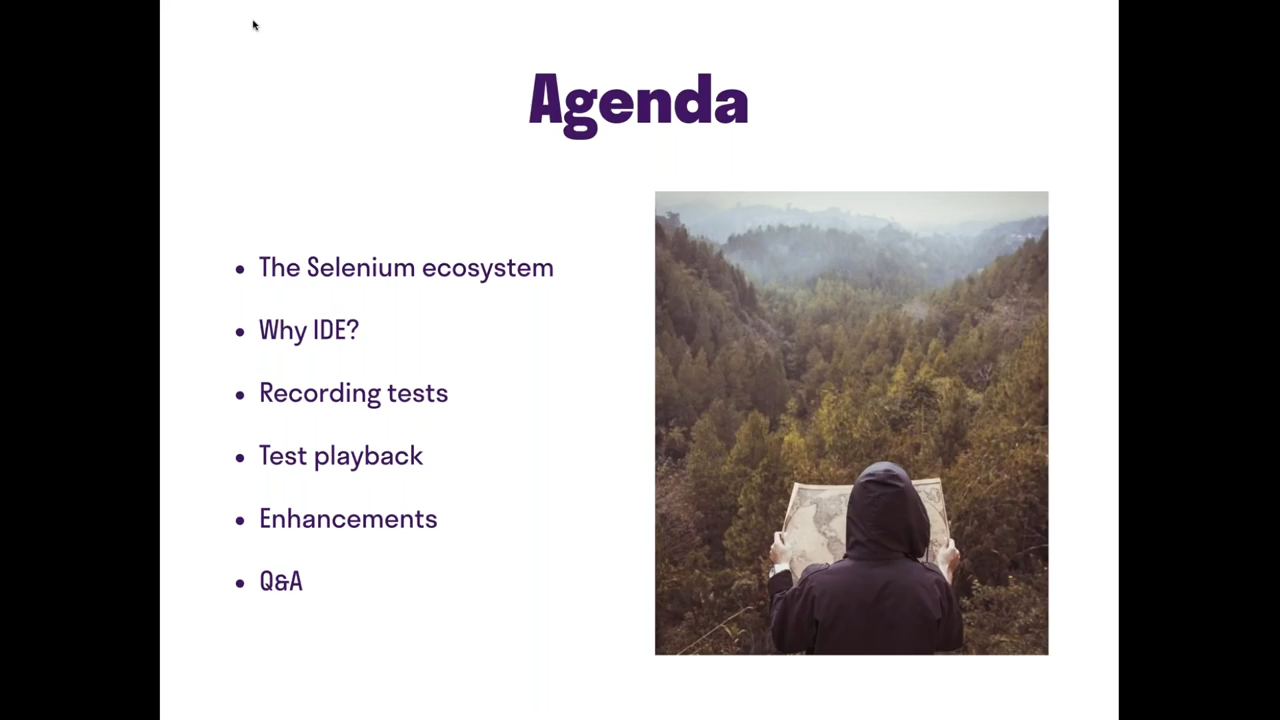 Agenda
• The Selenium ecosystem
• Why IDE?
• Recording tests
• Test playback
• Enhancements
• Q&A